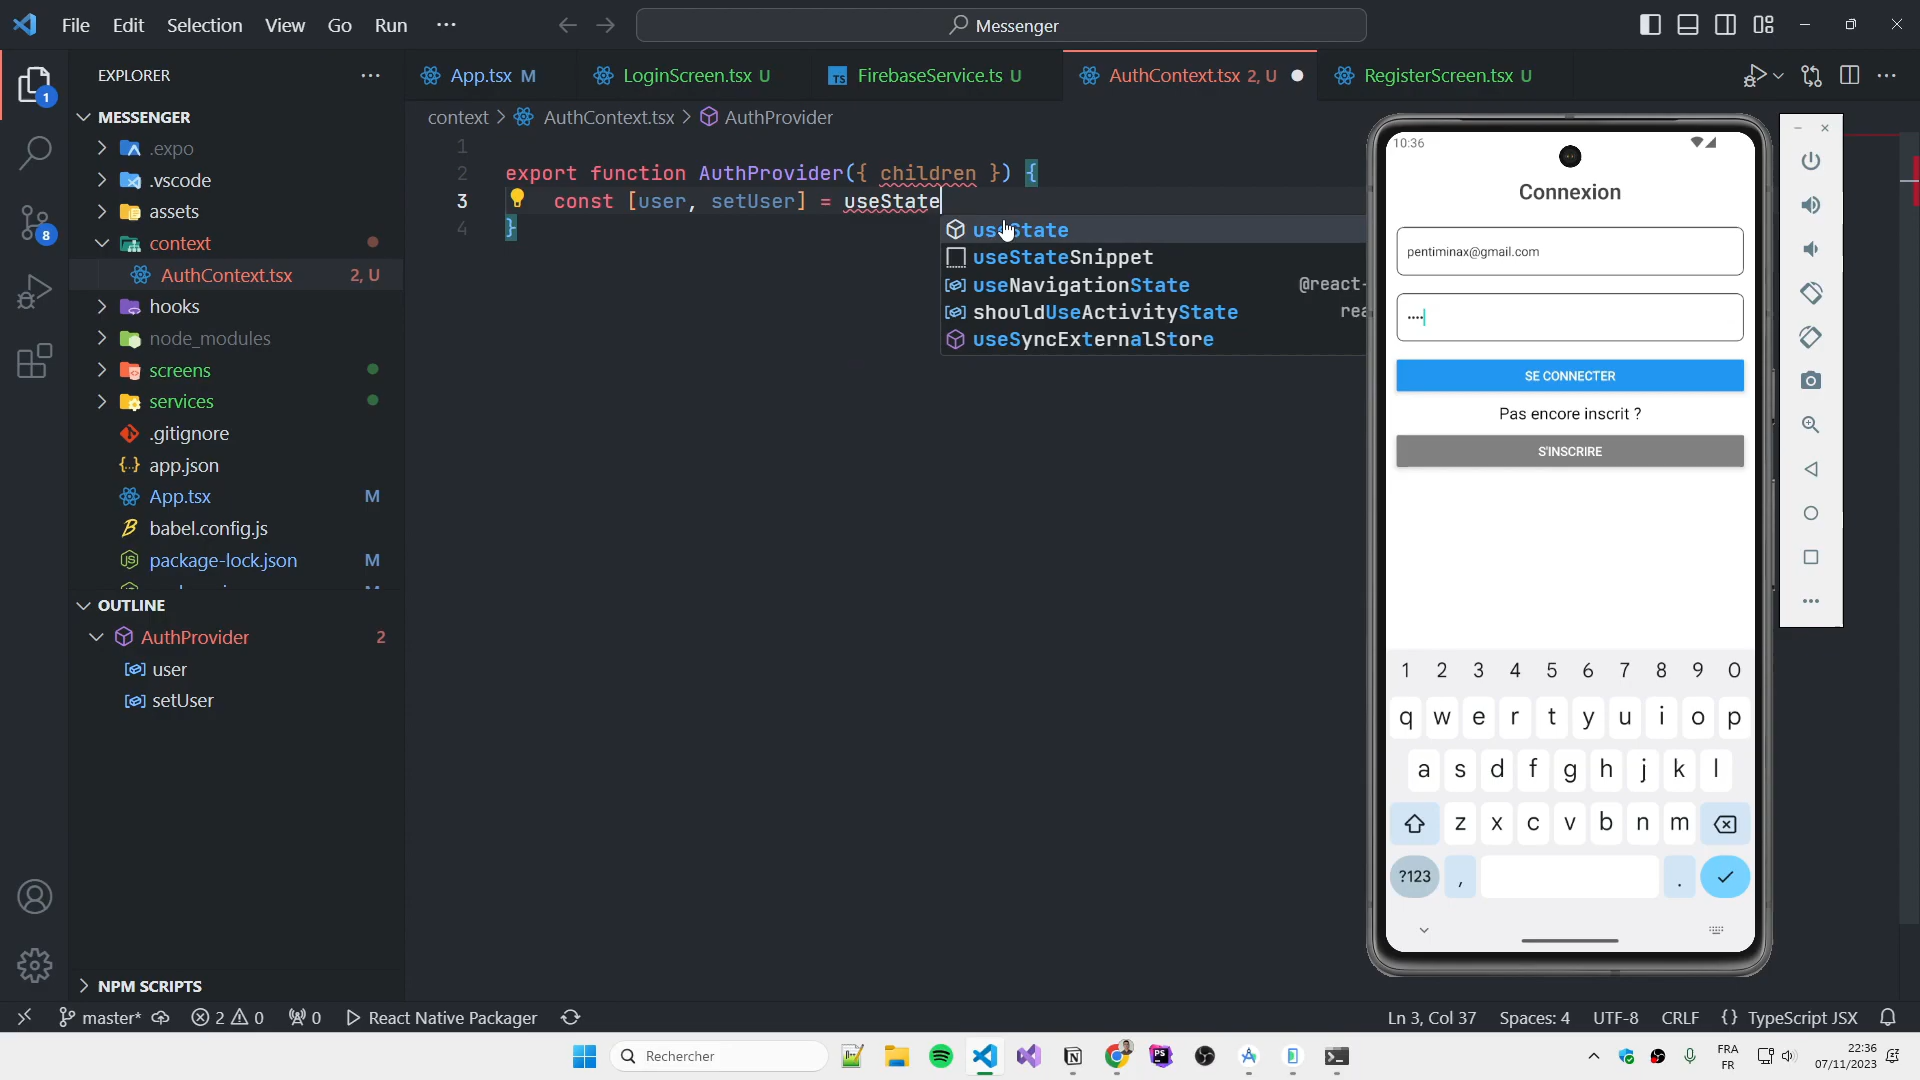 File Edit Selection View Go Run ···
Messenger
EXPLORER
App.tsx M
LoginScreen.tsx U
TS FirebaseService.ts U
AuthContext.tsx 2, U
RegisterScreen.tsx U
context > AuthContext.tsx > AuthProvider
MESSENGER
.expo
.vscode
assets
context
AuthContext.tsx 2, U
hooks
node_modules
screens
services
.gitignore
app.json
App.tsx M
babel.config.js
package-lock.json M
1
2 export function AuthProvider({ children }) {
3 const [user, setUser] = useState
4 }
useState
useStateSnippet
useNavigationState @react-
shouldUseActivityState rea
useSyncExternalStore
OUTLINE
AuthProvider 2
user
setUser
NPM SCRIPTS
1
8
10:36
Connexion
pentiminax@gmail.com
····
SE CONNECTER
Pas encore inscrit ?
S'INSCRIRE
1 2 3 4 5 6 7 8 9 0
q w e r t y u i o p
a s d f g h j k l
z x c v b n m
?123 , .
master* 2 0 0 React Native Packager
Ln 3, Col 37 Spaces: 4 UTF-8 CRLF {} TypeScript JSX
Rechercher
PS
FRA
FR
22:36
07/11/2023